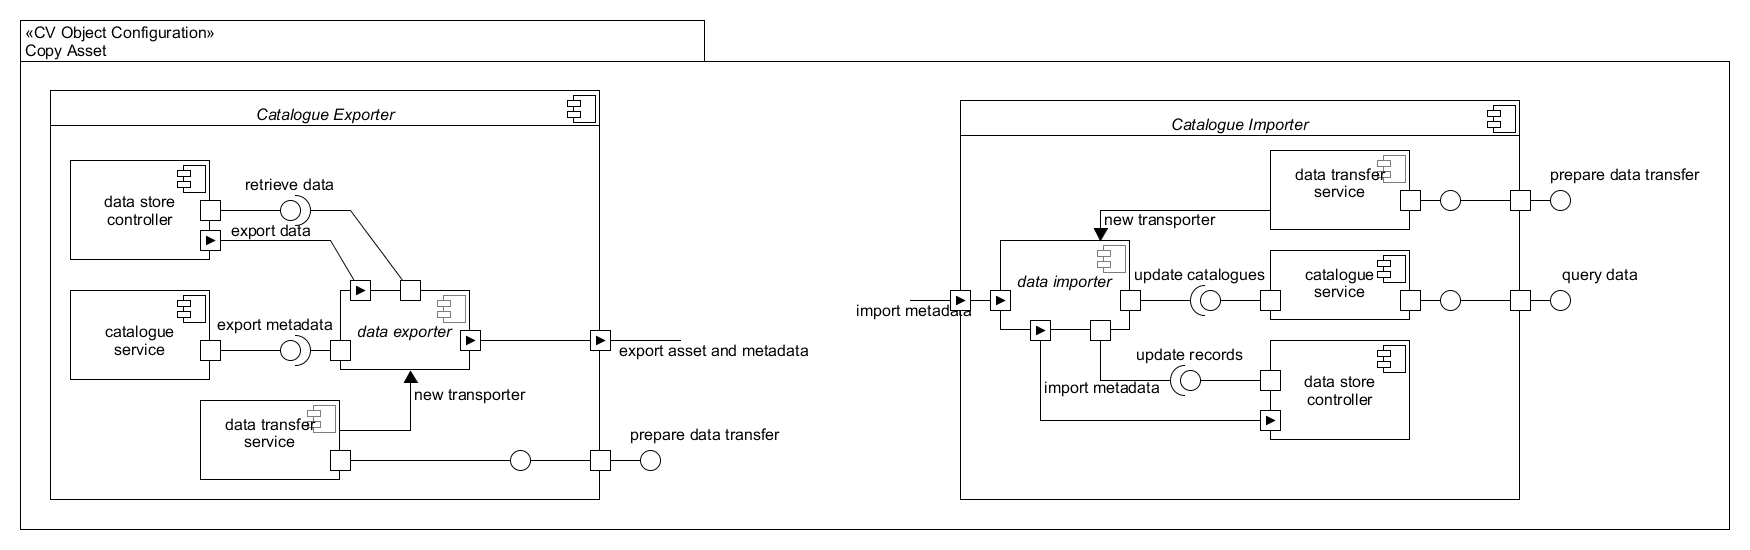 «CV Object Configuration»
Copy Asset
Catalogue Exporter
data store
controller
retrieve data
export data
catalogue
service
export metadata
data exporter
export asset and metadata
new transporter
data transfer
service
prepare data transfer
Catalogue Importer
data transfer
service
prepare data transfer
new transporter
data importer
update catalogues
catalogue
service
query data
import metadata
update records
import metadata
data store
controller